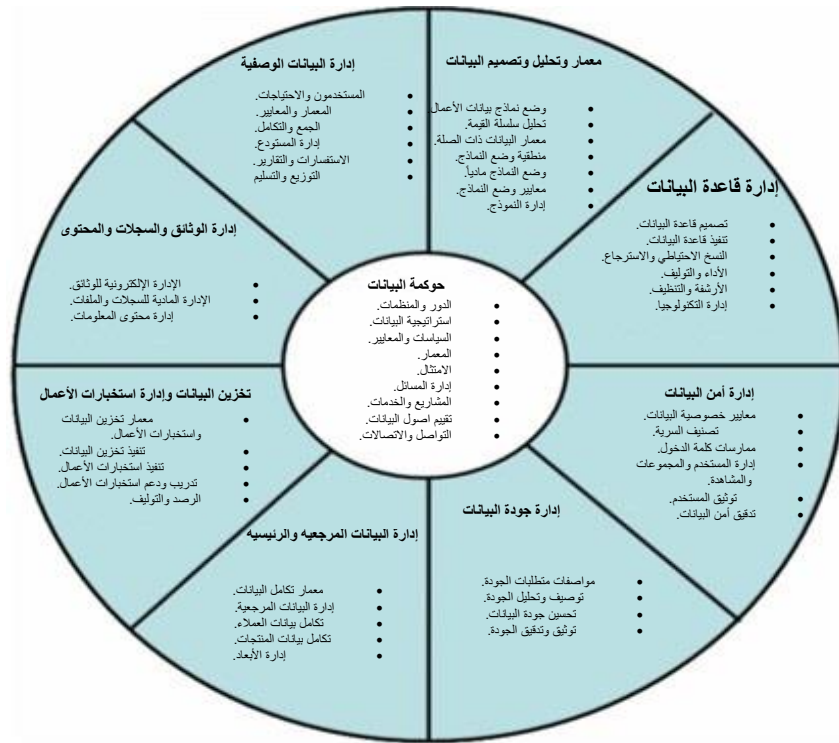 معمار وتحليل وتصميم البيانات
• وضع نماذج بيانات الأعمال.
• تحليل سلسلة القيمة.
• معمار البيانات ذات الصلة.
• منطقية وضع النماذج.
• وضع النماذج مادياً.
• معايير وضع النماذج.
• إدارة النموذج.
إدارة قاعدة البيانات
• تصميم قاعدة البيانات.
• تنفيذ قاعدة البيانات.
• النسخ الاحتياطي والاسترجاع.
• الأداء والتوليف.
• الأرشفة والتنظيف.
• إدارة التكنولوجيا.
إدارة أمن البيانات
• معايير خصوصية البيانات.
• تصنيف السرية.
• ممارسات كلمة الدخول.
• إدارة المستخدم والمجموعات
والمشاهدة.
• توثيق المستخدم.
• تدقيق أمن البيانات.
إدارة جودة البيانات
• مواصفات متطلبات الجودة.
• توصيف وتحليل الجودة.
• تحسين جودة البيانات.
• توثيق وتدقيق الجودة.
إدارة البيانات المرجعيه والرئيسيه
• معمار تكامل البيانات.
• إدارة البيانات المرجعية.
• تكامل بيانات العملاء.
• تكامل بيانات المنتجات.
• إدارة الأبعاد.
تخزين البيانات وإدارة استخبارات الأعمال
• معمار تخزين البيانات
واستخبارات الأعمال.
• تنفيذ تخزين البيانات.
• تنفيذ استخبارات الأعمال.
• تدريب ودعم استخبارات الأعمال.
• الرصد والتوليف.
إدارة الوثائق والسجلات والمحتوى
• الإدارة الإلكترونية للوثائق.
• الإدارة المادية للسجلات والملفات.
• إدارة محتوى المعلومات.
إدارة البيانات الوصفية
• المستخدمون والاحتياجات.
• المعمار والمعايير.
• الجمع والتكامل.
• إدارة المستودع.
• الاستفسارات والتقارير.
• التوزيع والتسليم
حوكمة البيانات
• الدور والمنظمات.
• استراتيجية البيانات.
• السياسات والمعايير.
• المعمار.
• الامتثال.
• إدارة المسائل.
• المشاريع والخدمات.
• تقييم اصول البيانات.
• التواصل والاتصالات.